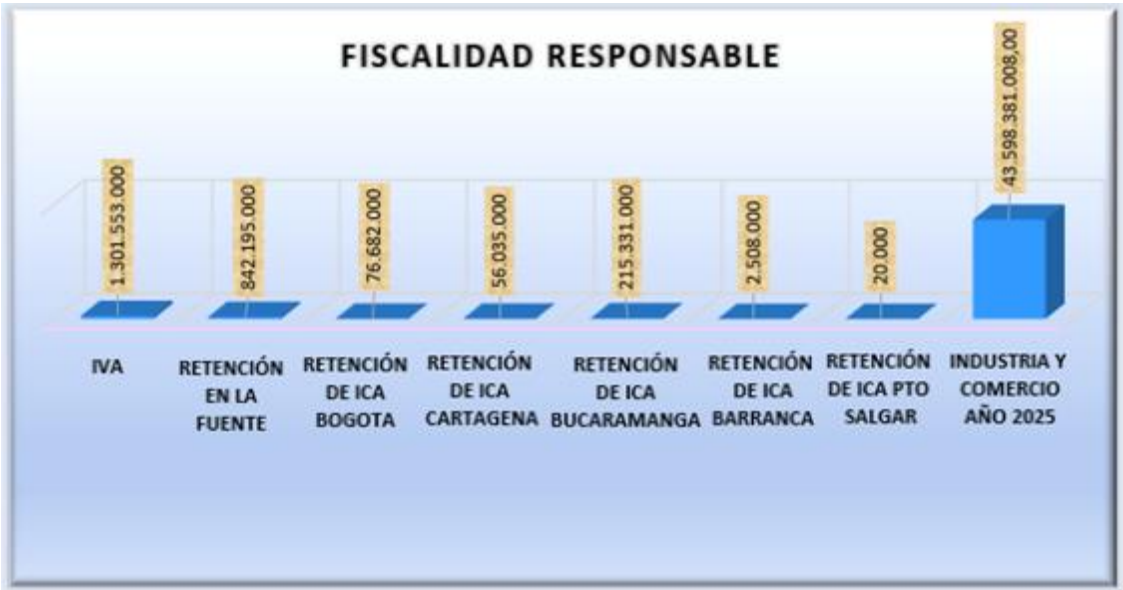 FISCALIDAD RESPONSABLE
1.301.553.000
842.195.000
76.682.000
56.035.000
215.331.000
2.508.000
20.000
43.598.381.008,00
IVA
RETENCIÓN
EN LA
FUENTE
RETENCIÓN
DE ICA
BOGOTA
RETENCIÓN
DE ICA
CARTAGENA
RETENCIÓN
DE ICA
BUCARAMANGA
RETENCIÓN
DE ICA
BARRANCA
RETENCIÓN
DE ICA PTO
SALGAR
INDUSTRIA Y
COMERCIO
AÑO 2025